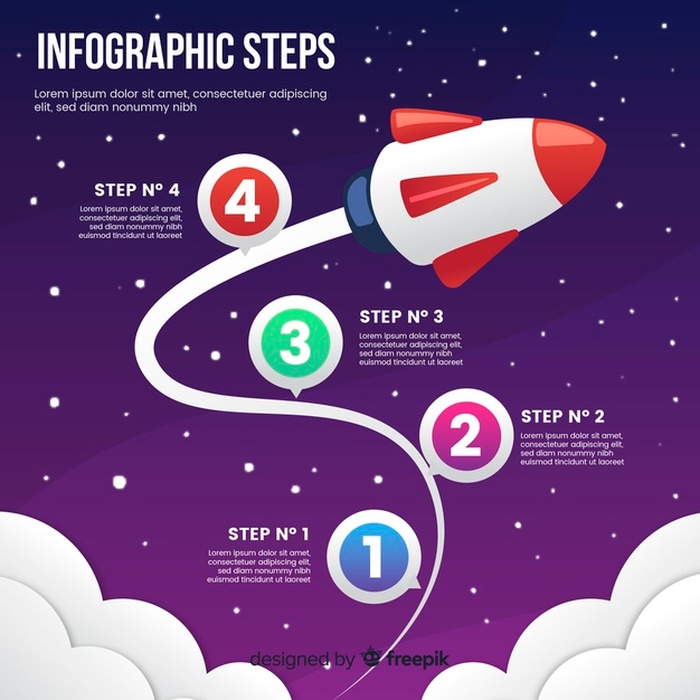 INFOGRAPHIC STEPS
Lorem ipsum dolor sit amet, consectetuer adipiscing
elit, sed diam nonummy nibh
STEP Nº 4
Lorem ipsum dolor sit amet,
consectetuer adipiscing
elit, sed diam nonummy nibh
euismod tincidunt ut laoreet
4
3
STEP Nº 3
Lorem ipsum dolor sit amet,
consectetuer adipiscing
elit, sed diam nonummy nibh
euismod tincidunt ut laoreet
2
STEP Nº 2
Lorem ipsum dolor sit amet,
consectetuer adipiscing
elit, sed diam nonummy nibh
euismod tincidunt ut laoreet
STEP Nº 1
Lorem ipsum dolor sit amet,
consectetuer adipiscing
elit, sed diam nonummy nibh
euismod tincidunt ut laoreet
1
designed by freepik